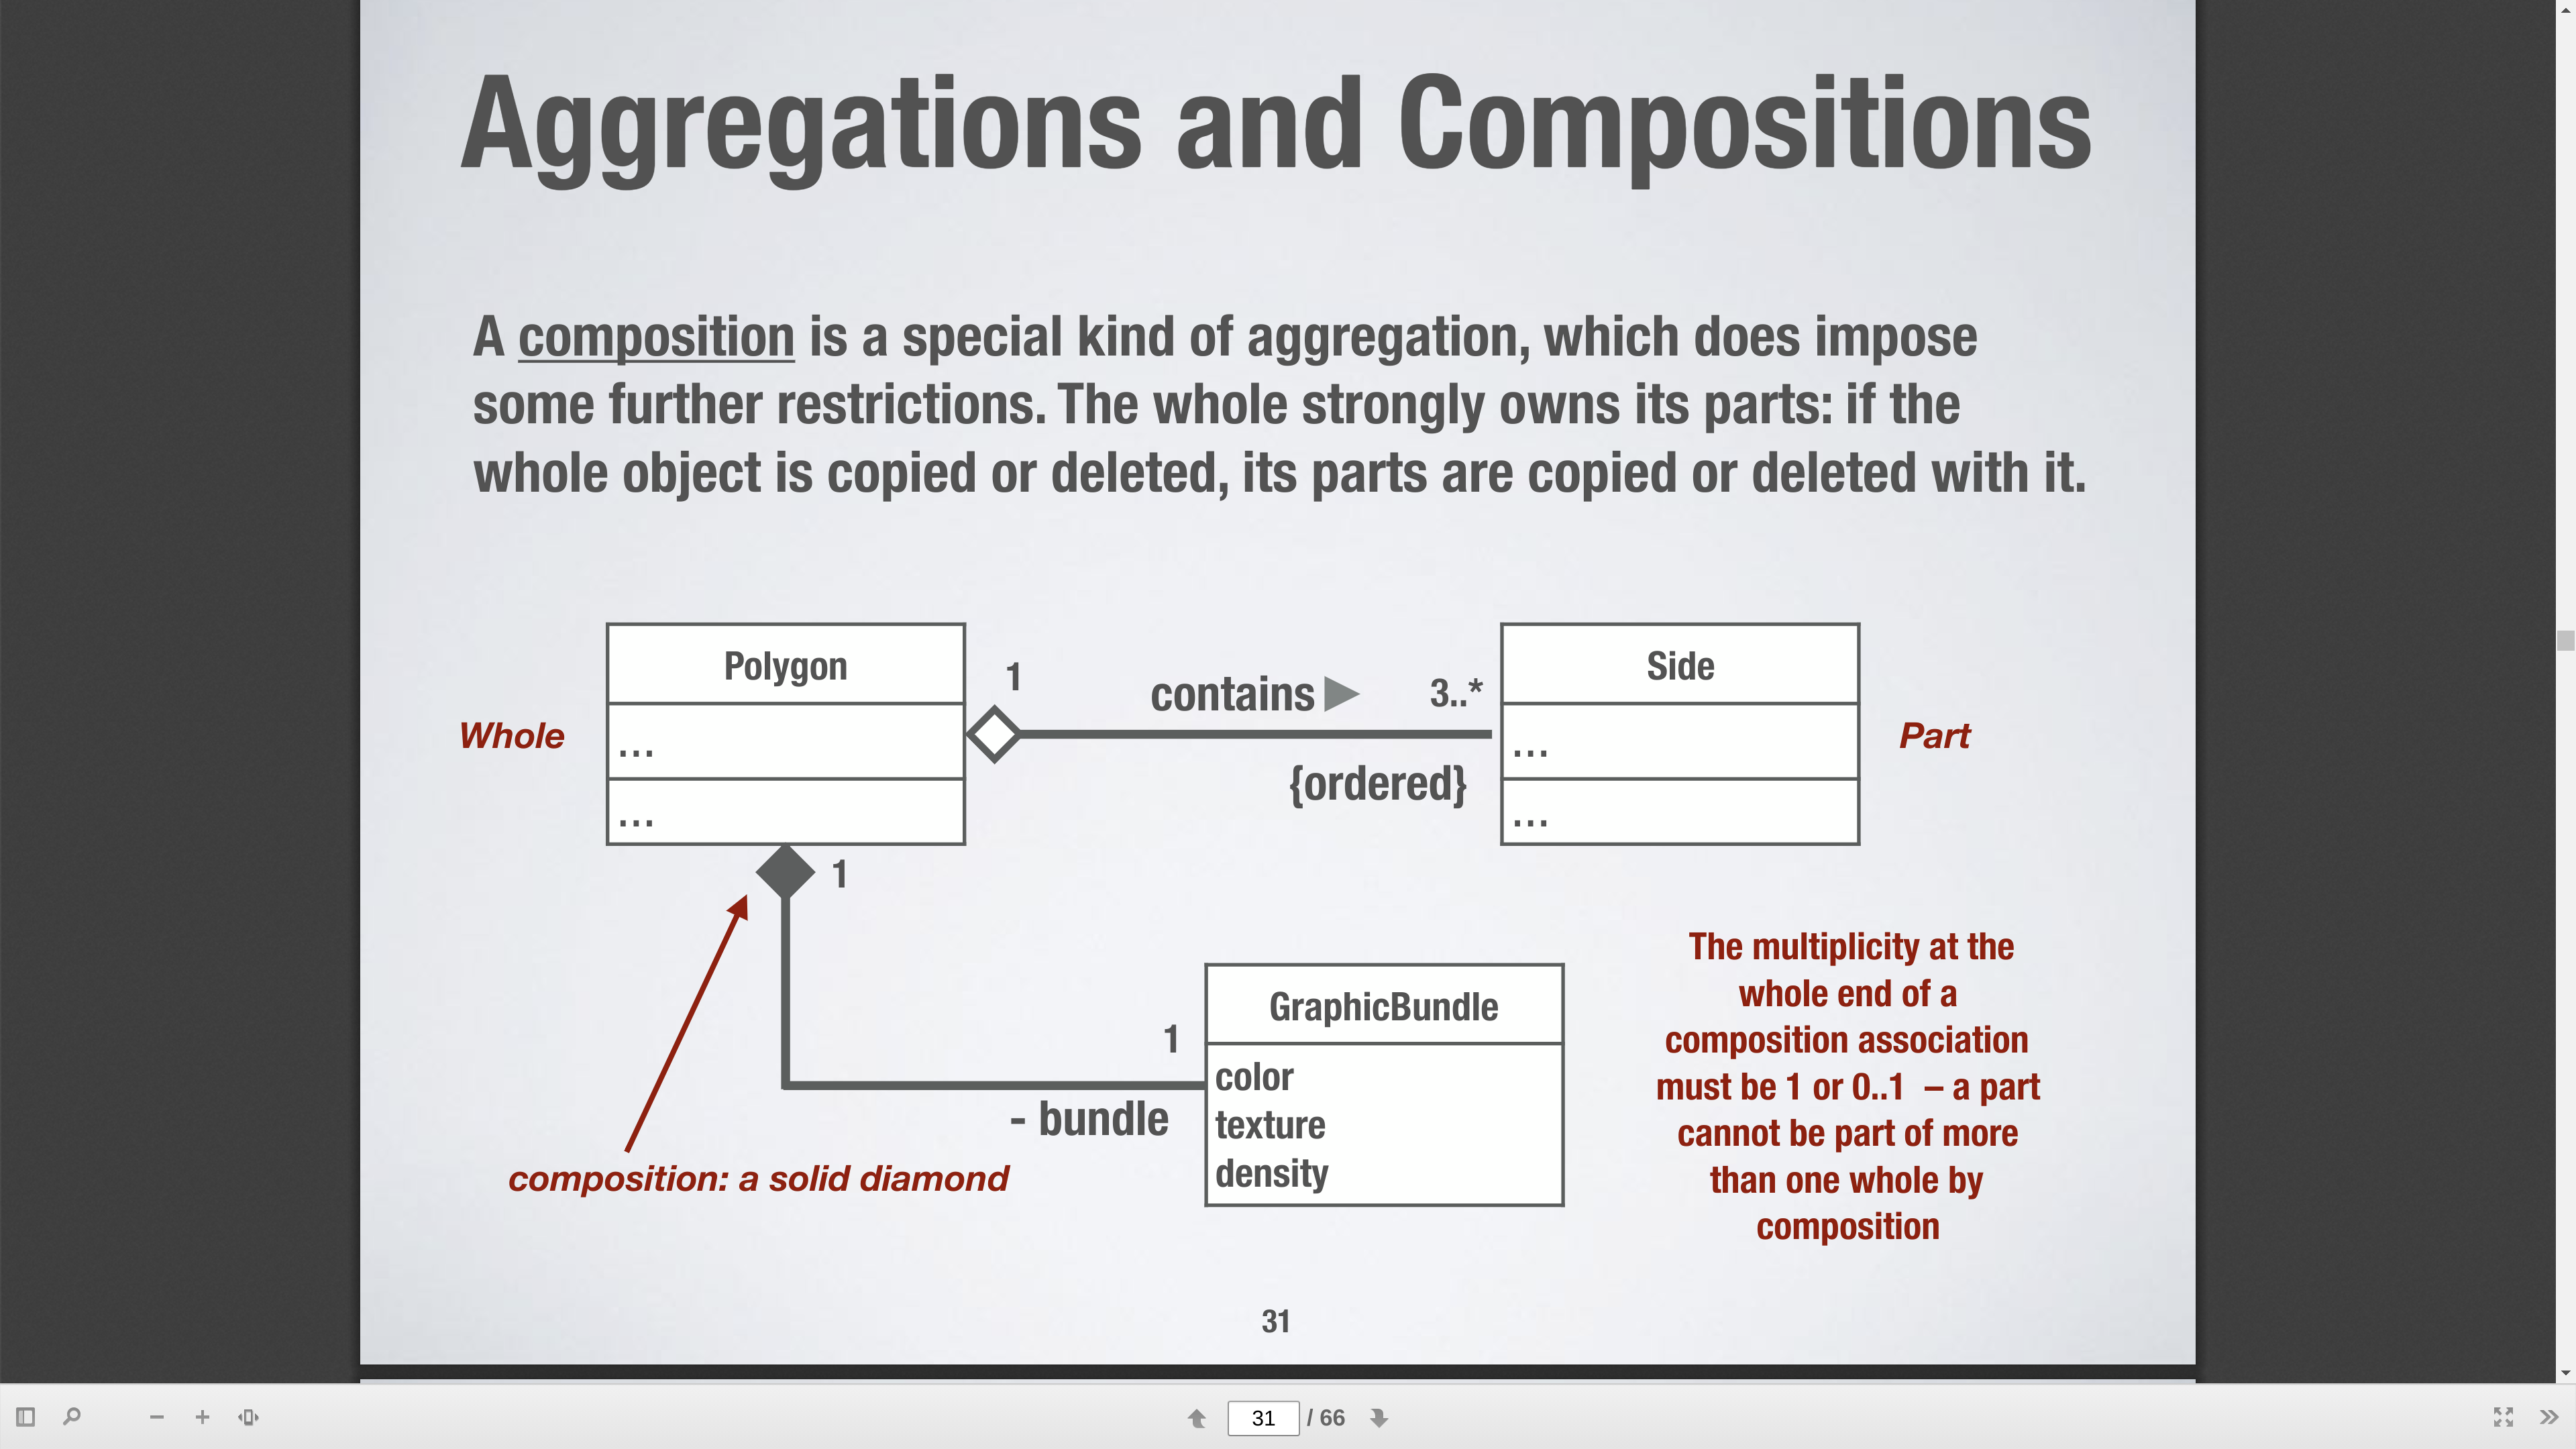 Aggregations and Compositions
A composition is a special kind of aggregation, which does impose
some further restrictions. The whole strongly owns its parts: if the
whole object is copied or deleted, its parts are copied or deleted with it.
Polygon
1
contains
3..*
Side
Whole
...
...
Part
{ordered}
...
...
1
The multiplicity at the
whole end of a
composition association
must be 1 or 0..1 – a part
cannot be part of more
than one whole by
composition
GraphicBundle
1
color
texture
density
- bundle
composition: a solid diamond
31
31 / 66